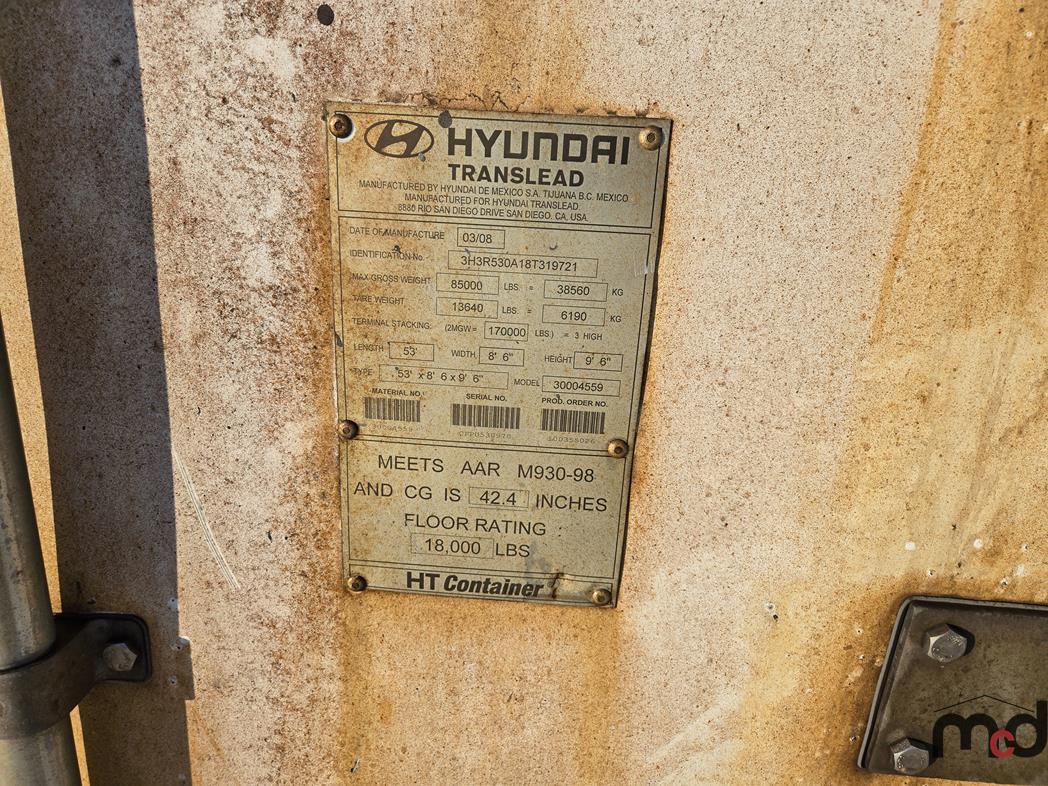 HYUNDAI
TRANSLEAD
MANUFACTURED BY HYUNDAI DE MEXICO S.A. TIJUANA B.C. MEXICO
MANUFACTURED FOR HYUNDAI TRANSLEAD
8880 RIO SAN DIEGO DRIVE SAN DIEGO. CA. USA.
DATE OF MANUFACTURE 03/08
IDENTIFICATION No. 3H3R530A18T319721
MAX GROSS WEIGHT 85000 LBS. = 38560 KG
TARE WEIGHT 13640 LBS. = 6190 KG
TERMINAL STACKING: (2MGW= 170000 LBS.) = 3 HIGH
LENGTH 53' WIDTH 8' 6" HEIGHT 9' 6"
TYPE 53' x 8' 6 x 9' 6" MODEL 30004559
MATERIAL NO. SERIAL NO. PROD. ORDER NO.
MEETS AAR M930-98
AND CG IS 42.4 INCHES
FLOOR RATING
18,000 LBS
HT Container
mcd